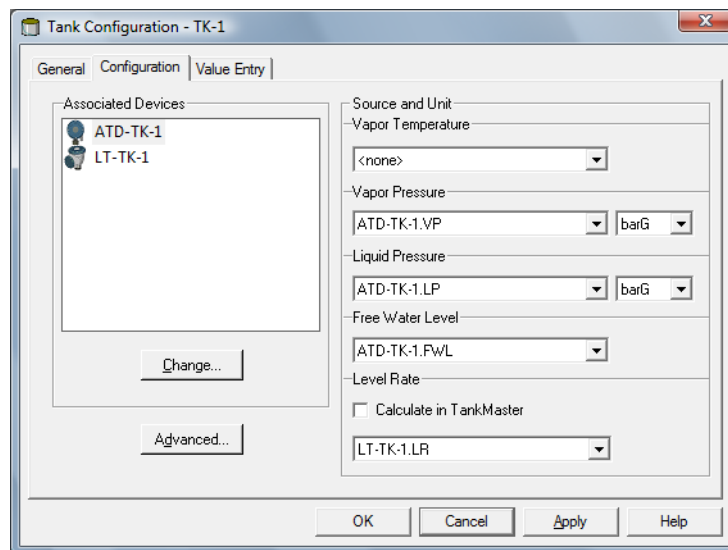 Tank Configuration - TK-1
General Configuration Value Entry
Associated Devices
ATD-TK-1
LT-TK-1
Change...
Advanced...
Source and Unit
Vapor Temperature
<none>
Vapor Pressure
ATD-TK-1.VP barG
Liquid Pressure
ATD-TK-1.LP barG
Free Water Level
ATD-TK-1.FWL
Level Rate
Calculate in TankMaster
LT-TK-1.LR
OK Cancel Apply Help